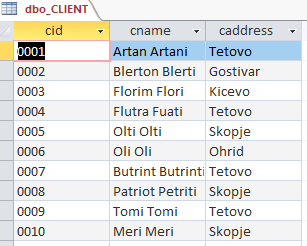 dbo_CLIENT
cid cname caddress
0001 Artan Artani Tetovo
0002 Blerton Blerti Gostivar
0003 Florim Flori Kicevo
0004 Flutra Fuati Tetovo
0005 Olti Olti Skopje
0006 Oli Oli Ohrid
0007 Butrint Butrinti Tetovo
0008 Patriot Petriti Skopje
0009 Tomi Tomi Tetovo
0010 Meri Meri Skopje